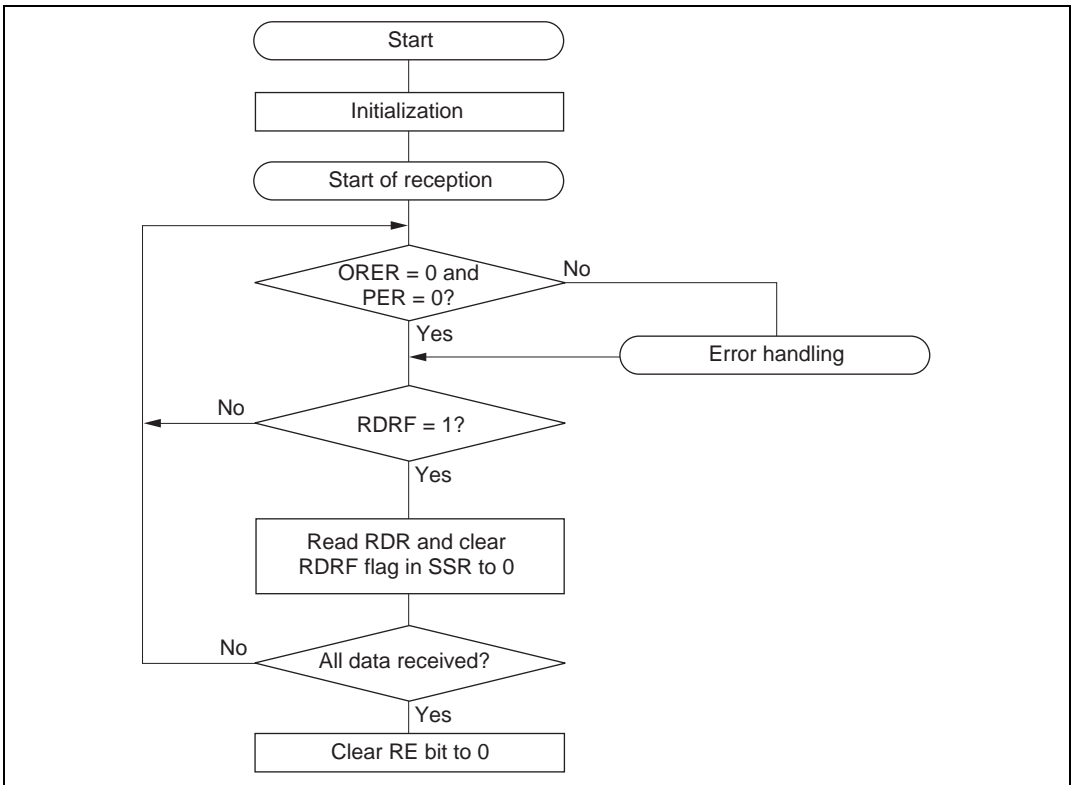 Start
Initialization
Start of reception
ORER = 0 and
PER = 0?
No
Yes
Error handling
No
RDRF = 1?
Yes
Read RDR and clear
RDRF flag in SSR to 0
No
All data received?
Yes
Clear RE bit to 0